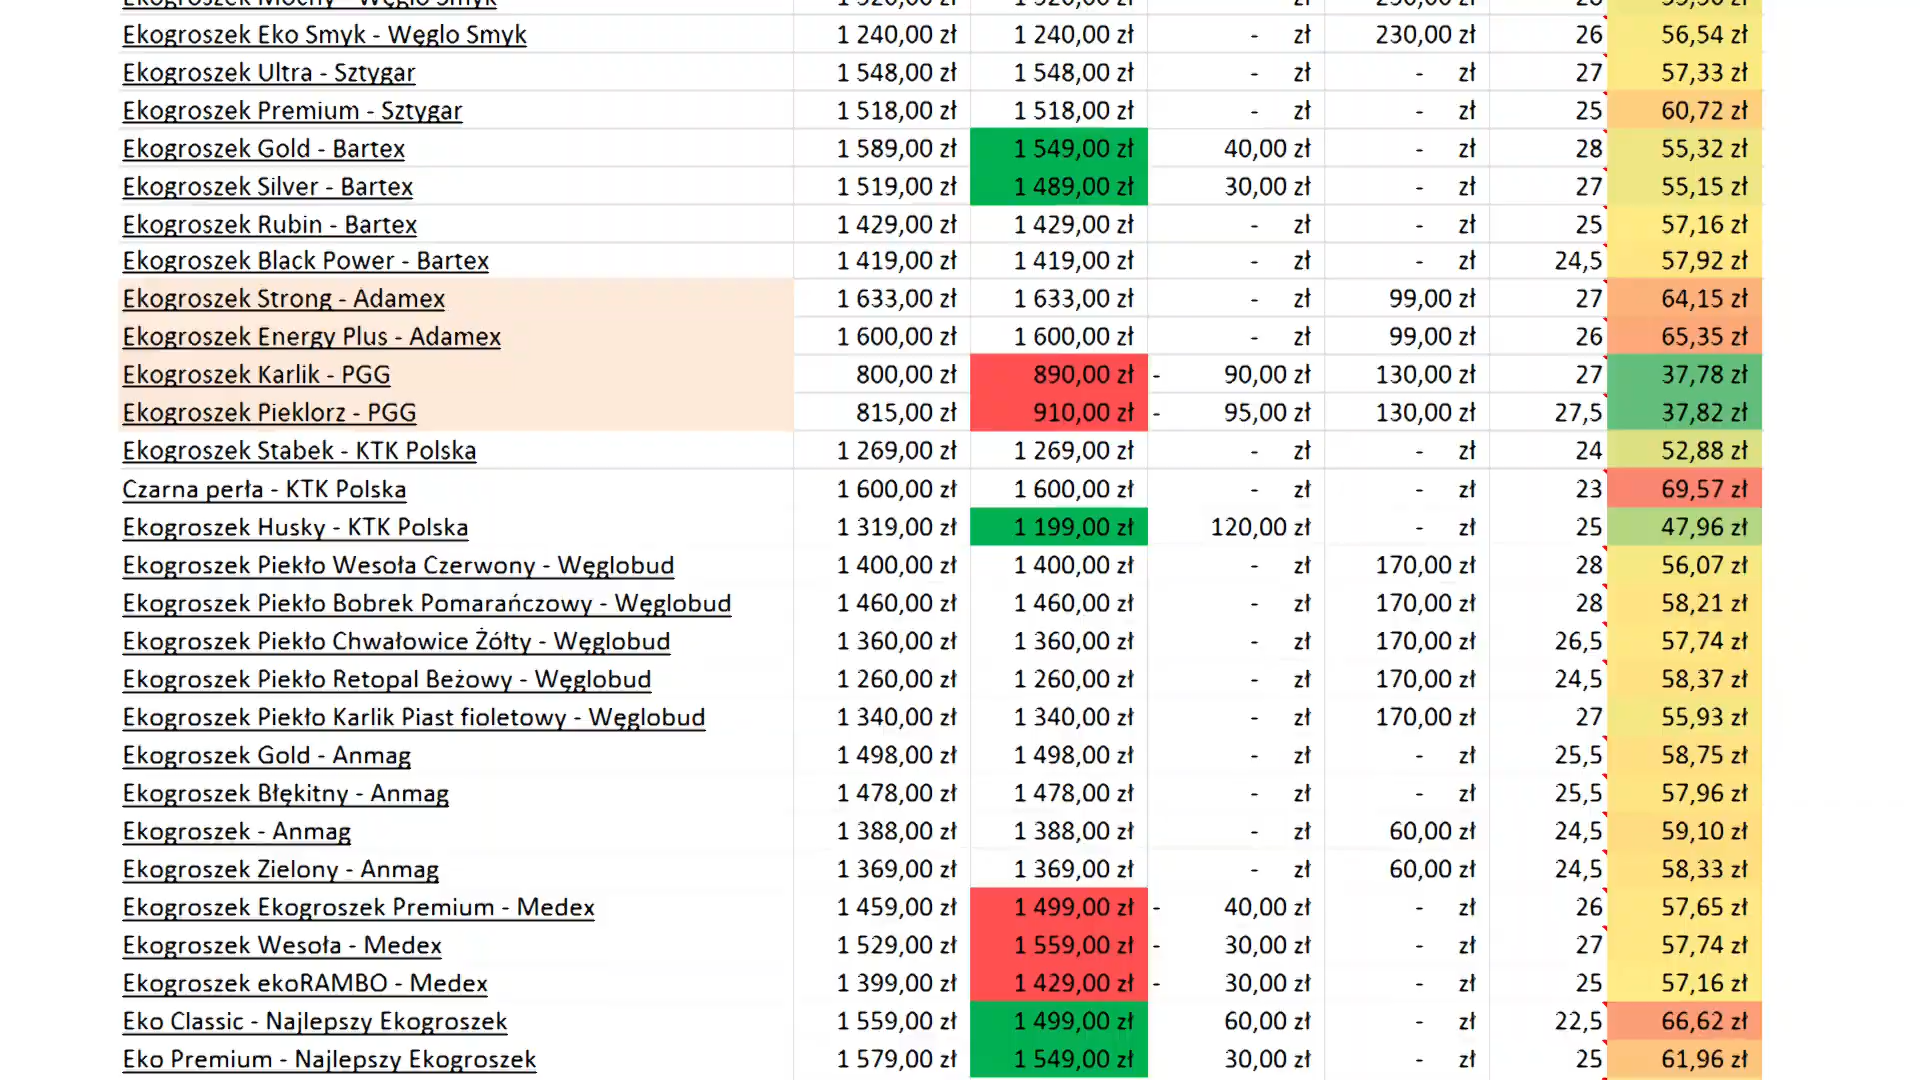 Ekogroszek Mocny - Węglo Smyk
Ekogroszek Eko Smyk - Węglo Smyk 1 240,00 zł 1 240,00 zł - zł 230,00 zł 26 56,54 zł
Ekogroszek Ultra - Sztygar 1 548,00 zł 1 548,00 zł - zł - zł 27 57,33 zł
Ekogroszek Premium - Sztygar 1 518,00 zł 1 518,00 zł - zł - zł 25 60,72 zł
Ekogroszek Gold - Bartex 1 589,00 zł 1 549,00 zł 40,00 zł - zł 28 55,32 zł
Ekogroszek Silver - Bartex 1 519,00 zł 1 489,00 zł 30,00 zł - zł 27 55,15 zł
Ekogroszek Rubin - Bartex 1 429,00 zł 1 429,00 zł - zł - zł 25 57,16 zł
Ekogroszek Black Power - Bartex 1 419,00 zł 1 419,00 zł - zł - zł 24,5 57,92 zł
Ekogroszek Strong - Adamex 1 633,00 zł 1 633,00 zł - zł 99,00 zł 27 64,15 zł
Ekogroszek Energy Plus - Adamex 1 600,00 zł 1 600,00 zł - zł 99,00 zł 26 65,35 zł
Ekogroszek Karlik - PGG 800,00 zł 890,00 zł - 90,00 zł 130,00 zł 27 37,78 zł
Ekogroszek Pieklorz - PGG 815,00 zł 910,00 zł - 95,00 zł 130,00 zł 27,5 37,82 zł
Ekogroszek Stabek - KTK Polska 1 269,00 zł 1 269,00 zł - zł - zł 24 52,88 zł
Czarna perła - KTK Polska 1 600,00 zł 1 600,00 zł - zł - zł 23 69,57 zł
Ekogroszek Husky - KTK Polska 1 319,00 zł 1 199,00 zł 120,00 zł - zł 25 47,96 zł
Ekogroszek Piekło Wesoła Czerwony - Węglobud 1 400,00 zł 1 400,00 zł - zł 170,00 zł 28 56,07 zł
Ekogroszek Piekło Bobrek Pomarańczowy - Węglobud 1 460,00 zł 1 460,00 zł - zł 170,00 zł 28 58,21 zł
Ekogroszek Piekło Chwałowice Żółty - Węglobud 1 360,00 zł 1 360,00 zł - zł 170,00 zł 26,5 57,74 zł
Ekogroszek Piekło Retopal Beżowy - Węglobud 1 260,00 zł 1 260,00 zł - zł 170,00 zł 24,5 58,37 zł
Ekogroszek Piekło Karlik Piast fioletowy - Węglobud 1 340,00 zł 1 340,00 zł - zł 170,00 zł 27 55,93 zł
Ekogroszek Gold - Anmag 1 498,00 zł 1 498,00 zł - zł - zł 25,5 58,75 zł
Ekogroszek Błękitny - Anmag 1 478,00 zł 1 478,00 zł - zł - zł 25,5 57,96 zł
Ekogroszek - Anmag 1 388,00 zł 1 388,00 zł - zł 60,00 zł 24,5 59,10 zł
Ekogroszek Zielony - Anmag 1 369,00 zł 1 369,00 zł - zł 60,00 zł 24,5 58,33 zł
Ekogroszek Ekogroszek Premium - Medex 1 459,00 zł 1 499,00 zł - 40,00 zł - zł 26 57,65 zł
Ekogroszek Wesoła - Medex 1 529,00 zł 1 559,00 zł - 30,00 zł - zł 27 57,74 zł
Ekogroszek ekoRAMBO - Medex 1 399,00 zł 1 429,00 zł - 30,00 zł - zł 25 57,16 zł
Eko Classic - Najlepszy Ekogroszek 1 559,00 zł 1 499,00 zł 60,00 zł - zł 22,5 66,62 zł
Eko Premium - Najlepszy Ekogroszek 1 579,00 zł 1 549,00 zł 30,00 zł - zł 25 61,96 zł